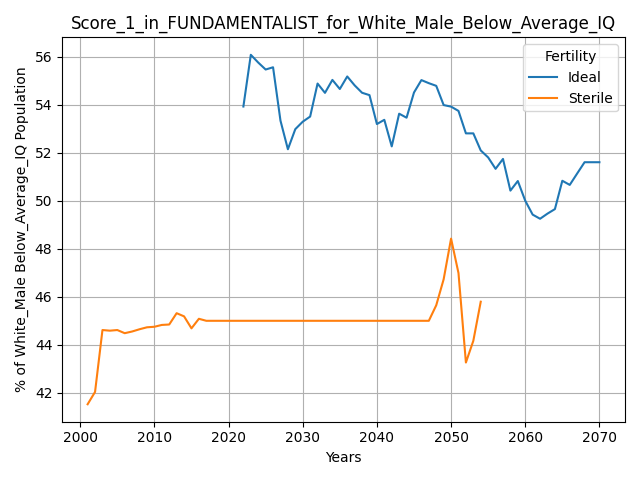 Score_1_in_FUNDAMENTALIST_for_White_Male_Below_Average_IQ
% of White_Male Below_Average_IQ Population
56
54
52
50
48
46
44
42
Fertility
Ideal
Sterile
2000 2010 2020 2030 2040 2050 2060 2070
Years